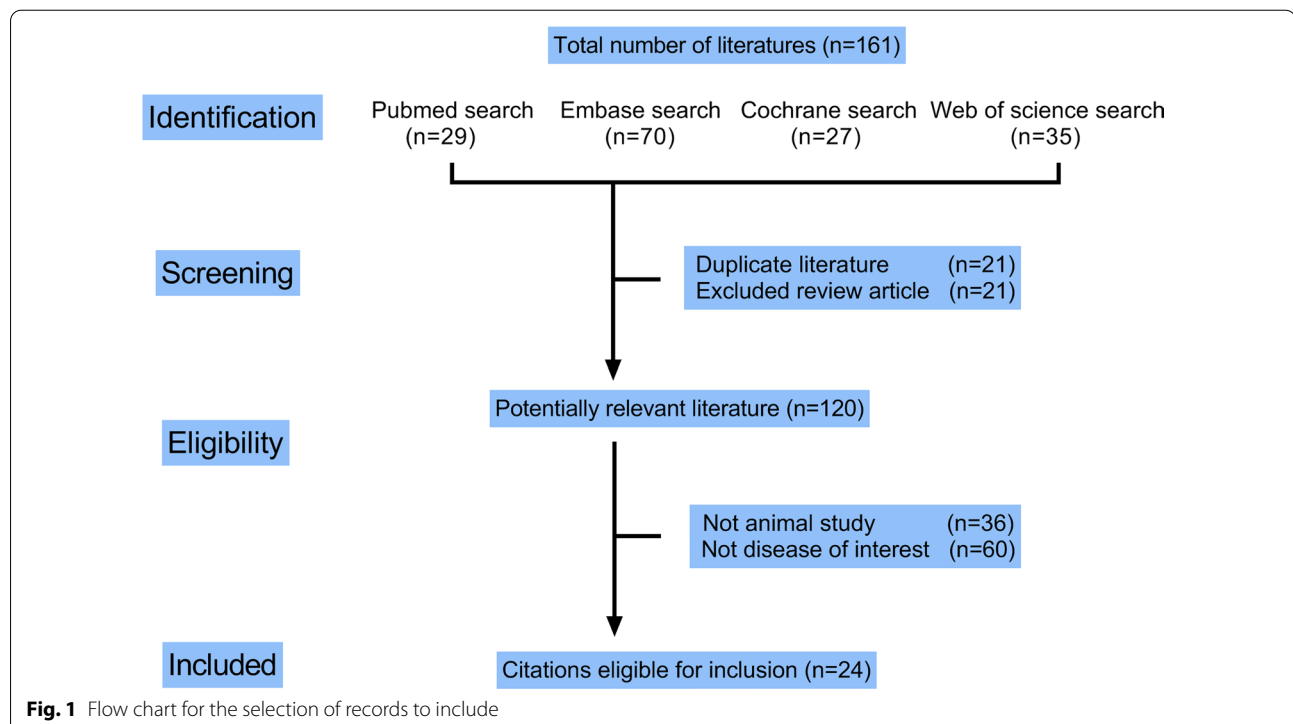 Total number of literatures (n=161)
Identification
Pubmed search
(n=29)
Embase search
(n=70)
Cochrane search
(n=27)
Web of science search
(n=35)
Screening
Duplicate literature (n=21)
Excluded review article (n=21)
Potentially relevant literature (n=120)
Eligibility
Not animal study (n=36)
Not disease of interest (n=60)
Included
Citations eligible for inclusion (n=24)
Fig. 1 Flow chart for the selection of records to include